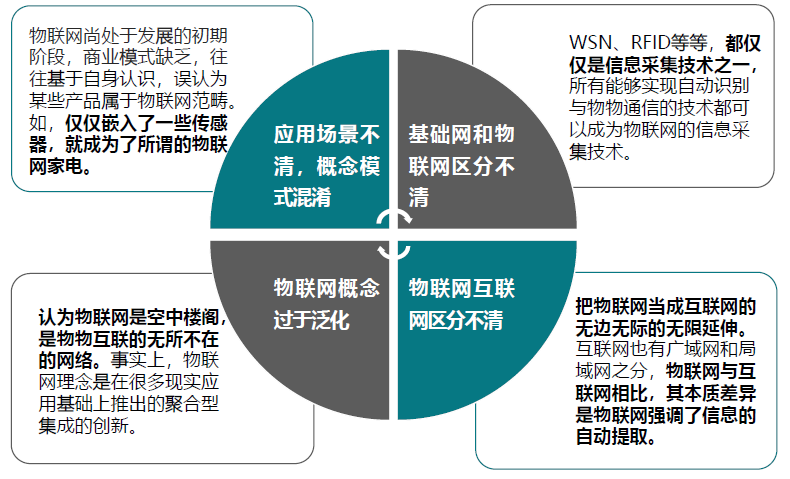 物联网尚处于发展的初期
阶段，商业模式缺乏，往
往基于自身认识，误认为
某些产品属于物联网范畴。
如，仅仅嵌入了一些传感
器，就成为了所谓的物联
网家电。
应用场景不
清，概念模
式混淆
基础网和物
联网区分不
清
WSN、RFID等等，都仅
仅是信息采集技术之一，
所有能够实现自动识别
与物物通信的技术都可
以成为物联网的信息采
集技术。
认为物联网是空中楼阁，
是物物互联的无所不在
的网络。事实上，物联
网理念是在很多现实应
用基础上推出的聚合型
集成的创新。
物联网概念
过于泛化
物联网互联
网区分不清
把物联网当成互联网的
无边无际的无限延伸。
互联网也有广域网和局
域网之分，物联网与互
联网相比，其本质差异
是物联网强调了信息的
自动提取。